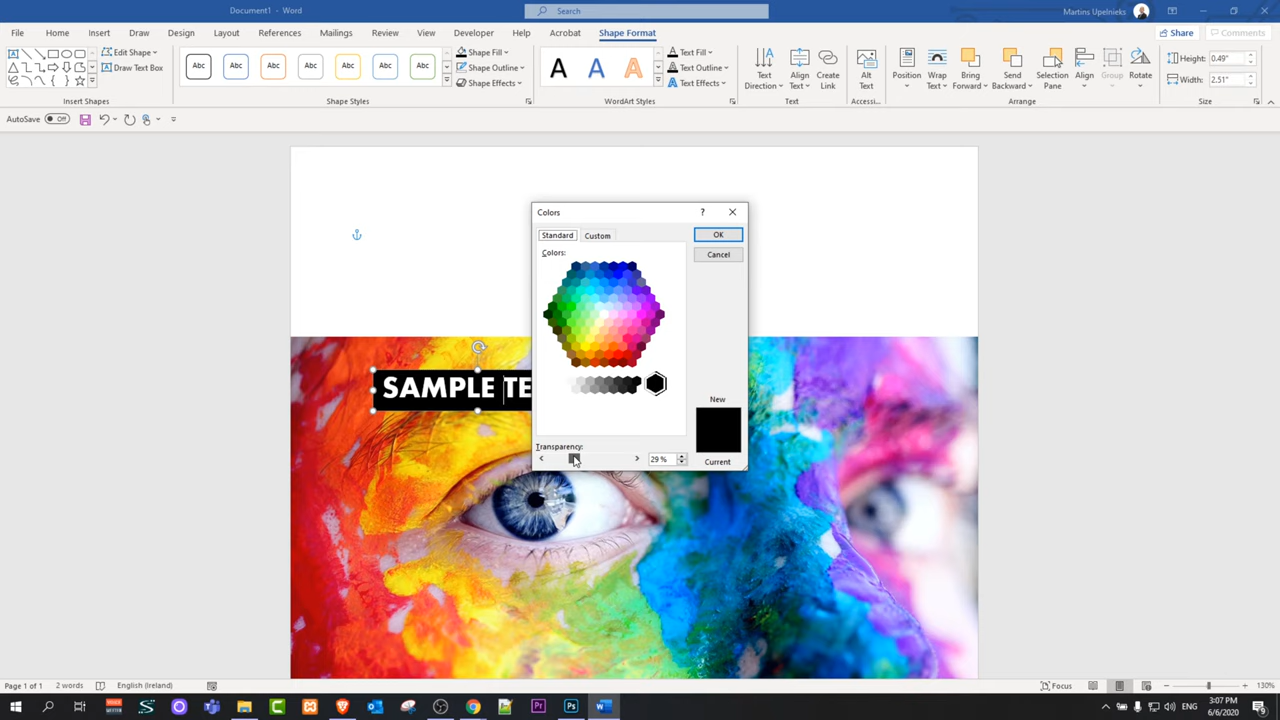 Document1 - Word
Search
Martins Upelnieks
File Home Insert Draw Design Layout References Mailings Review View Developer Help Acrobat Shape Format
Share Comments
Edit Shape
Draw Text Box
Insert Shapes
Abc Abc Abc Abc Abc Abc Abc
Shape Styles
Shape Fill
Shape Outline
Shape Effects
A A A
WordArt Styles
Text Fill
Text Outline
Text Effects
Text Direction
Align Text
Create Link
Text
Alt Text
Accessi...
Position
Wrap Text
Bring Forward
Send Backward
Selection Pane
Align
Group
Rotate
Arrange
Height: 0.49"
Width: 2.51"
Size
AutoSave Off
Colors
?
Standard Custom
OK
Cancel
Colors:
New
Current
Transparency:
29 %
SAMPLE TE
Page 1 of 1 2 words English (Ireland)
Focus
130%
Ps
Pr
W
ENG
3:07 PM
6/6/2020